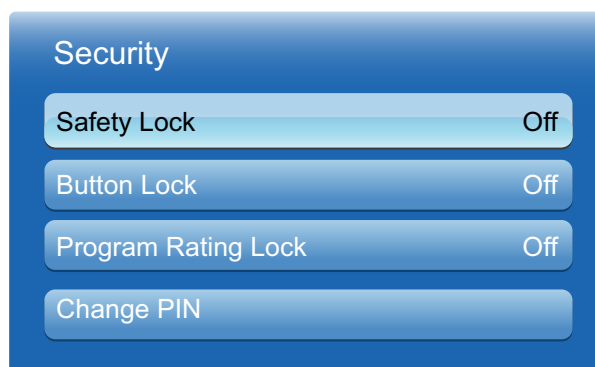 Security
Safety Lock Off
Button Lock Off
Program Rating Lock Off
Change PIN